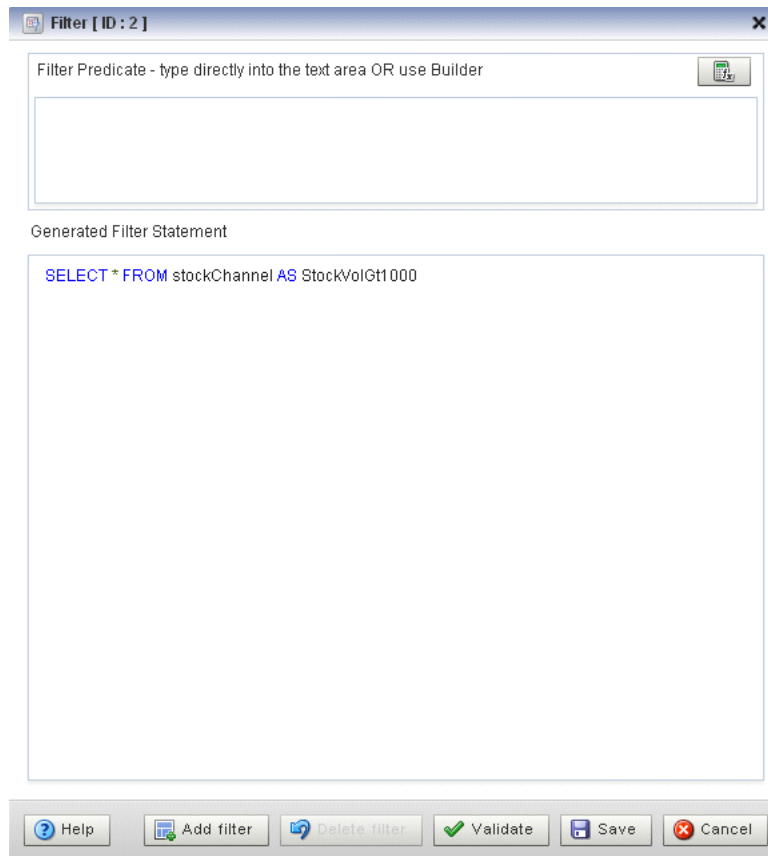 Filter [ ID : 2 ]
Filter Predicate - type directly into the text area OR use Builder
Generated Filter Statement
SELECT * FROM stockChannel AS StockVolGt1000
Help Add filter Delete filter Validate Save Cancel